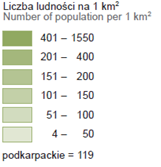 Liczba ludności na 1 km²
Number of population per 1 km²
401 – 1550
201 – 400
151 – 200
101 – 150
51 – 100
4 – 50
podkarpackie = 119